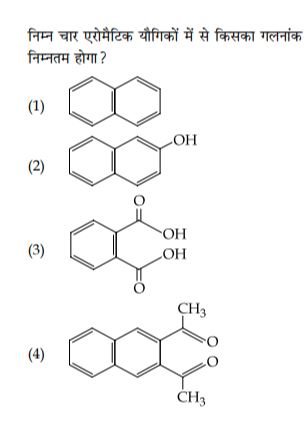 निम्न चार एरोमैटिक यौगिकों में से किसका गलनांक
निम्नतम होगा ?
(1)
(2)
OH
(3)
O
OH
OH
O
(4)
CH3
O
O
CH3